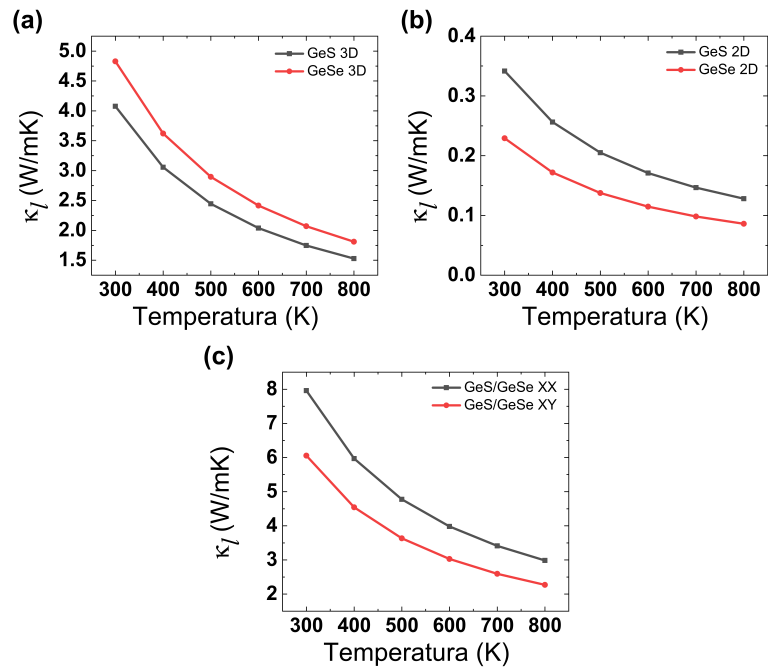 (a)
GeS 3D
GeSe 3D
5.0
4.5
4.0
3.5
3.0
2.5
2.0
1.5
κl (W/mK)
300 400 500 600 700 800
Temperatura (K)
(b)
GeS 2D
GeSe 2D
0.4
0.3
0.2
0.1
0.0
κl (W/mK)
300 400 500 600 700 800
Temperatura (K)
(c)
GeS/GeSe XX
GeS/GeSe XY
8
7
6
5
4
3
2
κl (W/mK)
300 400 500 600 700 800
Temperatura (K)